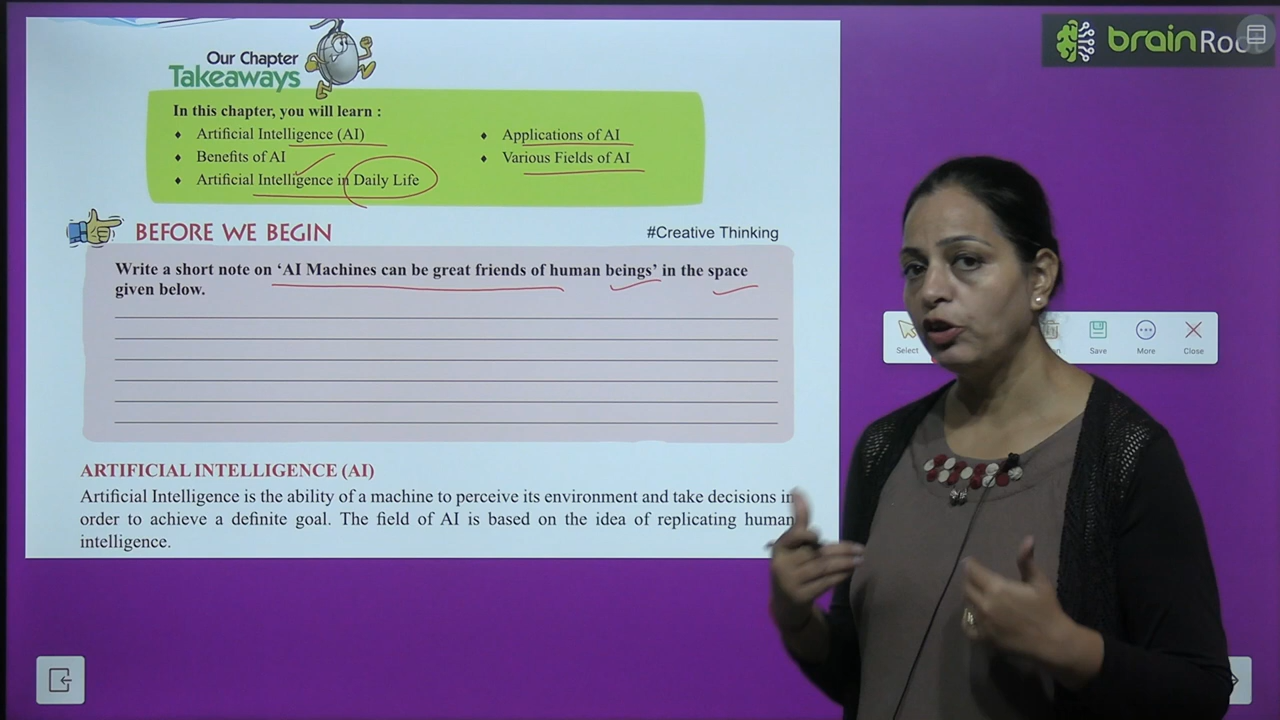 Our Chapter
Takeaways
In this chapter, you will learn :
Artificial Intelligence (AI)
Benefits of AI
Artificial Intelligence in Daily Life
Applications of AI
Various Fields of AI
BEFORE WE BEGIN
#Creative Thinking
Write a short note on ‘AI Machines can be great friends of human beings’ in the space
given below.
ARTIFICIAL INTELLIGENCE (AI)
Artificial Intelligence is the ability of a machine to perceive its environment and take decisions in
order to achieve a definite goal. The field of AI is based on the idea of replicating human
intelligence.
brainRoot
Select
Save
More
Close